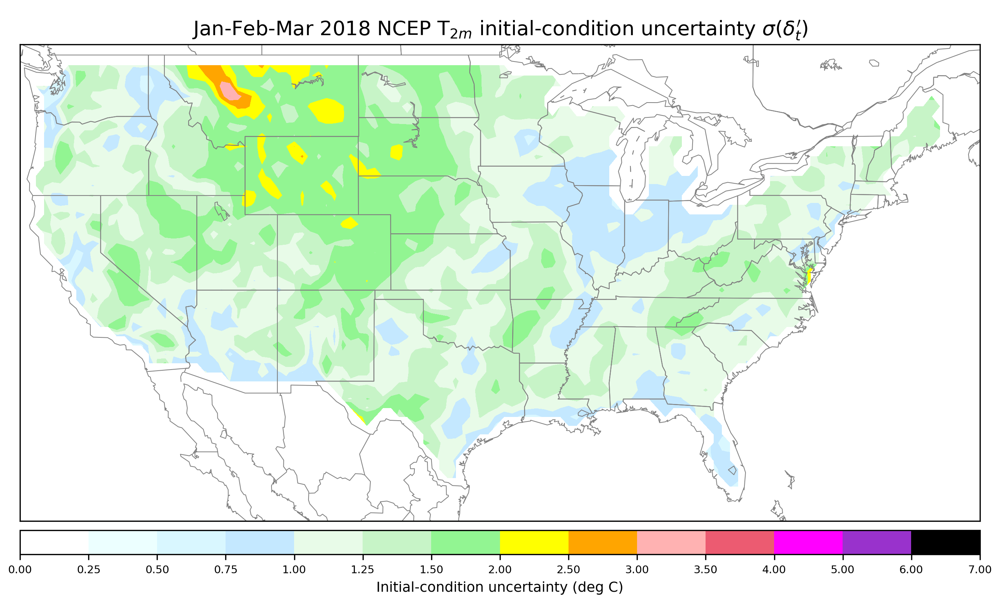 Jan-Feb-Mar 2018 NCEP T₂ₘ initial-condition uncertainty σ(δ′ₜ)
0.00 0.25 0.50 0.75 1.00 1.25 1.50 2.00 2.50 3.00 3.50 4.00 5.00 6.00 7.00
Initial-condition uncertainty (deg C)